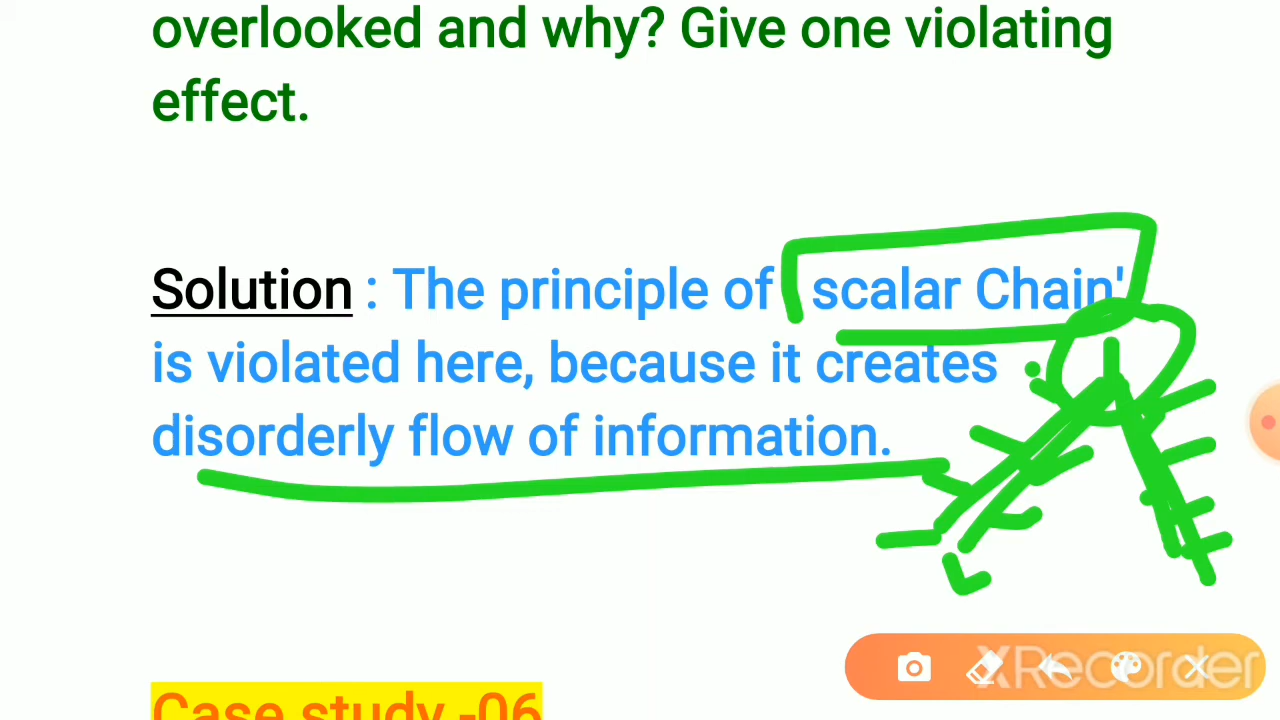 overlooked and why? Give one violating
effect.
Solution : The principle of scalar Chain'
is violated here, because it creates
disorderly flow of information.
Case study -06
XRecorder